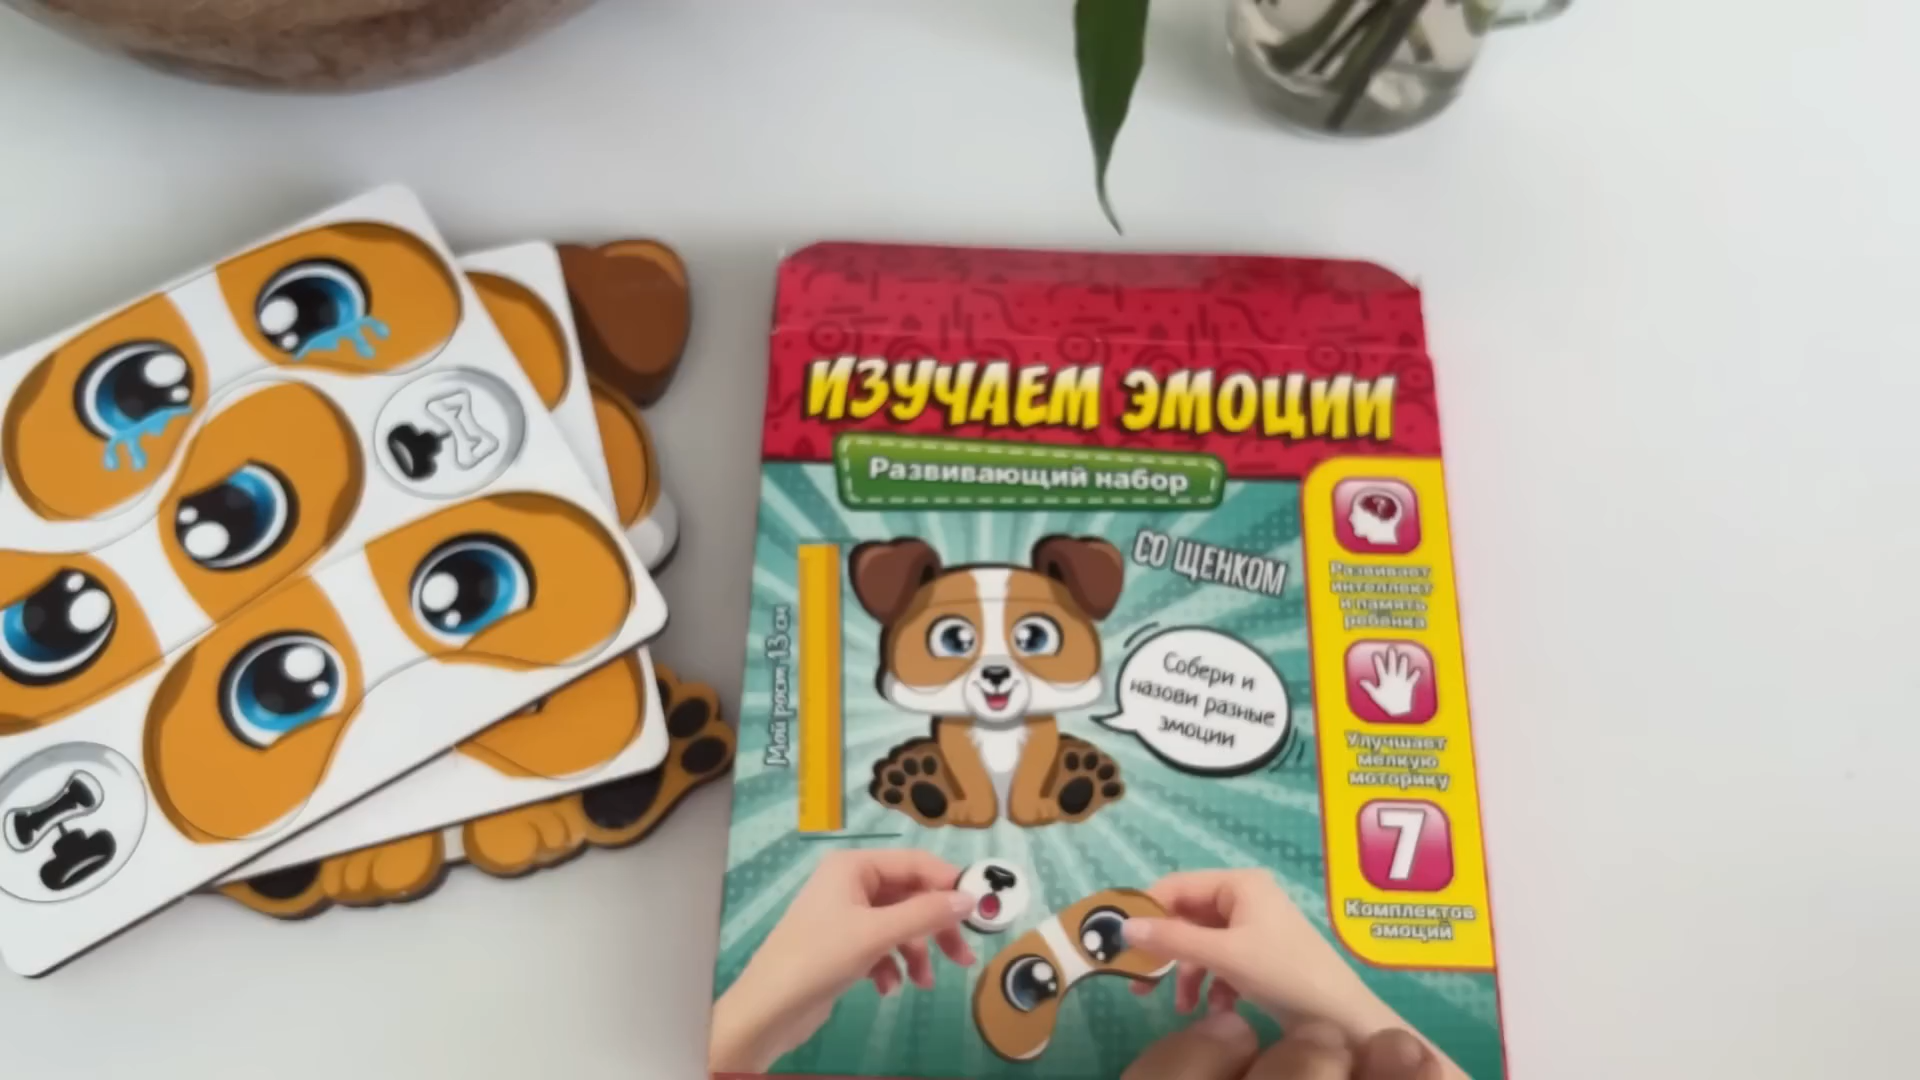 ИЗУЧАЕМ ЭМОЦИИ
Развивающий набор
СО ЩЕНКОМ
Мой рост 13 см
Собери и
назови разные
эмоции
Развивает
интеллект
и память
ребёнка
Улучшает
мелкую
моторику
7
Комплектов
эмоций